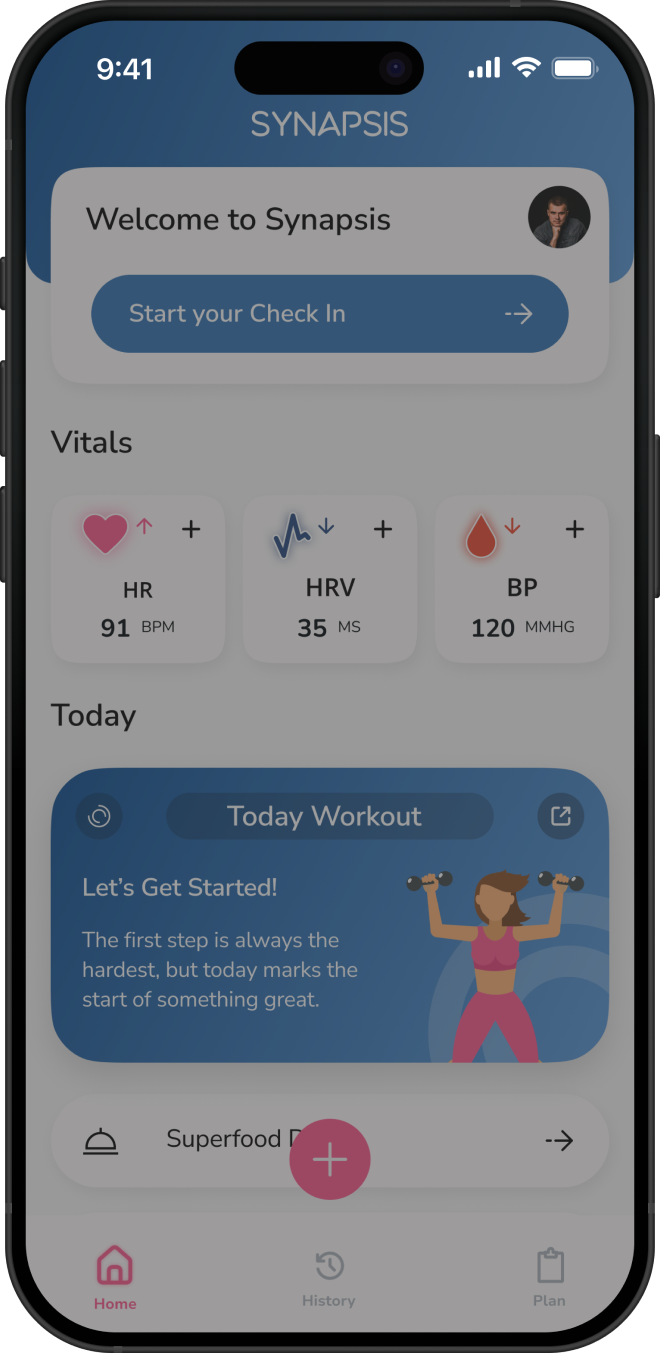 9:41
SYNAPSIS
Welcome to Synapsis
Start your Check In
Vitals
HR
91 BPM
HRV
35 MS
BP
120 MMHG
Today
Today Workout
Let's Get Started!
The first step is always the
hardest, but today marks the
start of something great.
Superfood
Home
History
Plan